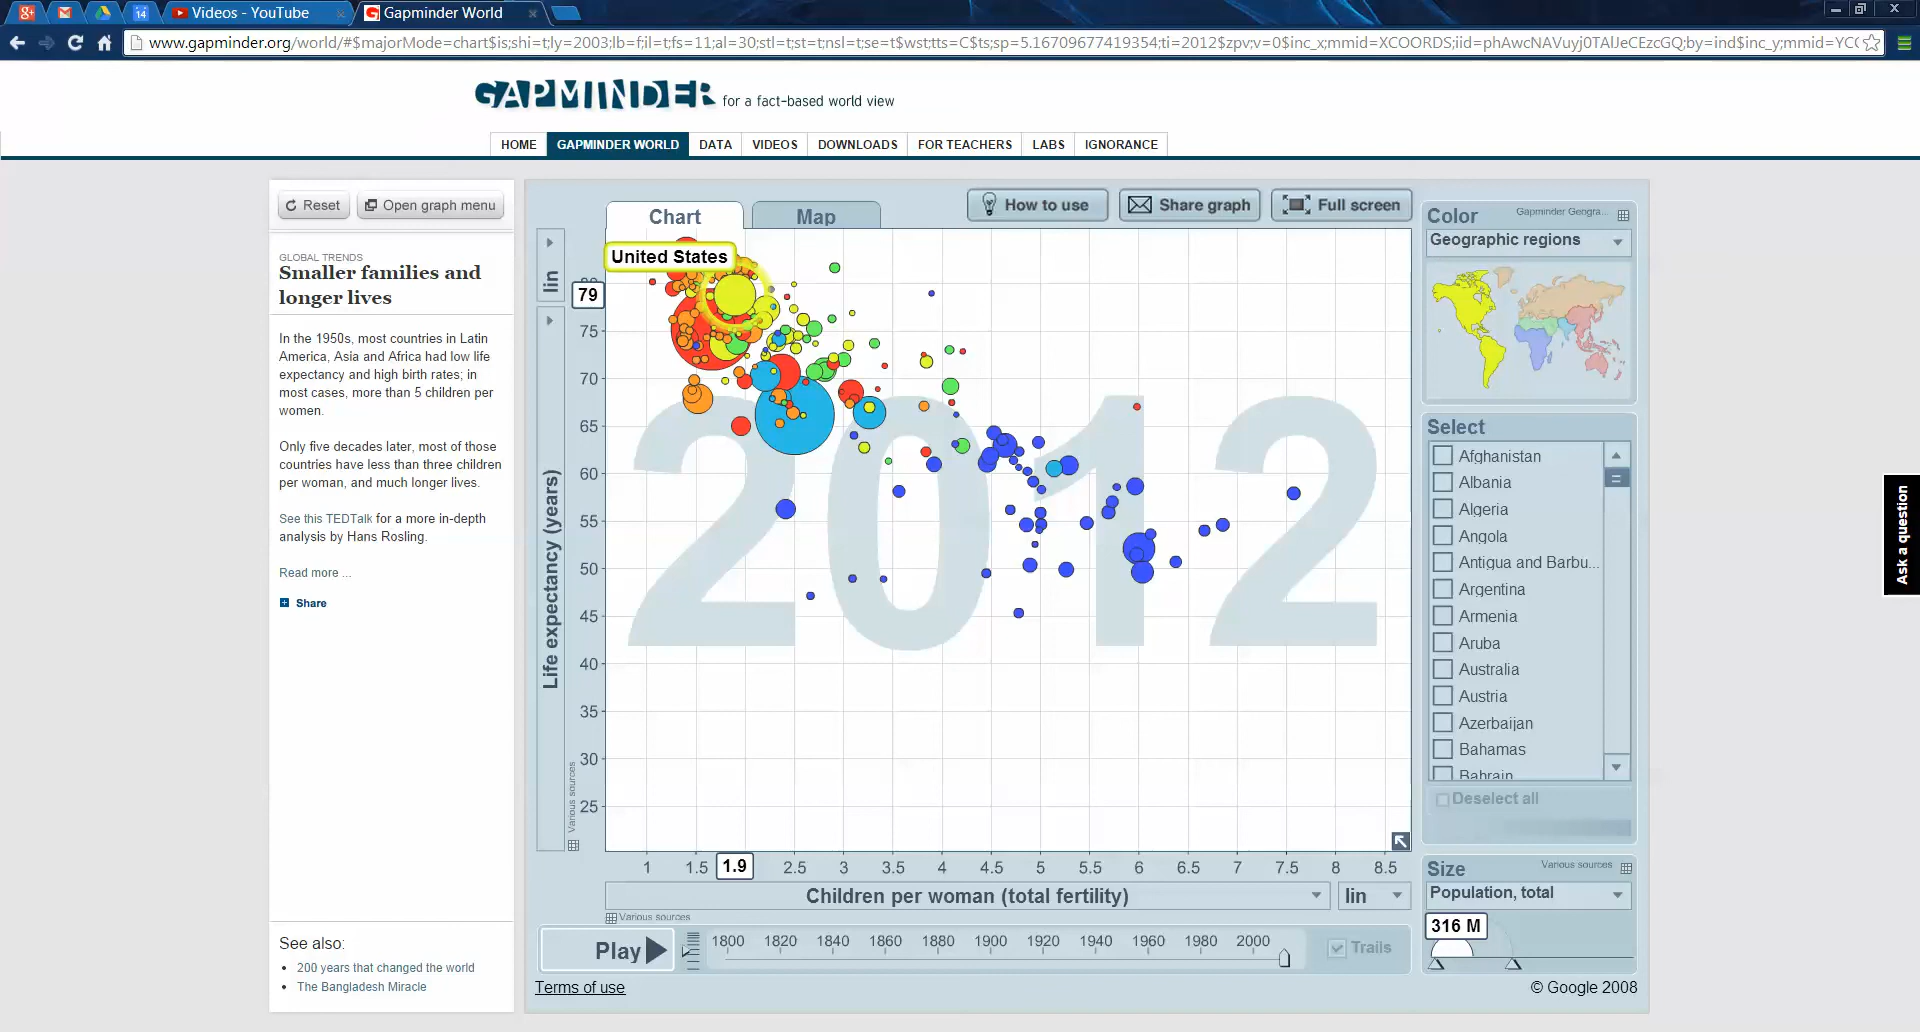 Videos - YouTube
Gapminder World
14
www.gapminder.org/world/#$majorMode=chart$is;shi=t;ly=2003;lb=f;il=t;fs=11;al=30;stl=t;st=t;nsl=t;se=t$wst;tts=C$ts;sp=5.16709677419354;ti=2012$zpv;v=0$inc_x;mmid=XCOORDS;iid=phAwcNAVuyj0TAlJeCEzcGQ;by=ind$inc_y;mmid=YC
GAPMINDER for a fact-based world view
HOME GAPMINDER WORLD DATA VIDEOS DOWNLOADS FOR TEACHERS LABS IGNORANCE
Reset
Open graph menu
GLOBAL TRENDS
Smaller families and
longer lives
In the 1950s, most countries in Latin
America, Asia and Africa had low life
expectancy and high birth rates; in
most cases, more than 5 children per
women.
Only five decades later, most of those
countries have less than three children
per woman, and much longer lives.
See this TEDTalk for a more in-depth
analysis by Hans Rosling.
Read more ...
Share
See also:
200 years that changed the world
The Bangladesh Miracle
Chart
Map
How to use
Share graph
Full screen
lin
Life expectancy (years)
Various sources
United States
79
75
70
65
60
55
50
45
40
35
30
25
2012
1 1.5 1.9 2.5 3 3.5 4 4.5 5 5.5 6 6.5 7 7.5 8 8.5
Children per woman (total fertility)
lin
Various sources
Play
1800 1820 1840 1860 1880 1900 1920 1940 1960 1980 2000
Trails
Terms of use
© Google 2008
Color
Gapminder Geogra...
Geographic regions
Select
Afghanistan
Albania
Algeria
Angola
Antigua and Barbu...
Argentina
Armenia
Aruba
Australia
Austria
Azerbaijan
Bahamas
Bahrain
Deselect all
Size
Various sources
Population, total
316 M
Ask a question